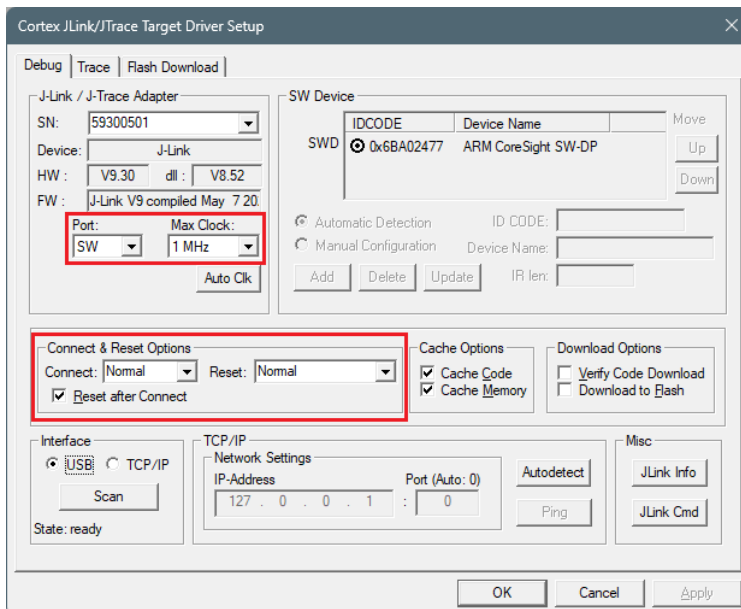 Cortex JLink/JTrace Target Driver Setup
Debug Trace Flash Download
J-Link / J-Trace Adapter
SN: 59300501
Device: J-Link
HW : V9.30 dll : V8.52
FW : J-Link V9 compiled May 7 20
Port: Max Clock:
SW 1 MHz
Auto Clk
SW Device
IDCODE Device Name
SWD 0x6BA02477 ARM CoreSight SW-DP
Move
Up
Down
Automatic Detection ID CODE:
Manual Configuration Device Name:
Add Delete Update IR len:
Connect & Reset Options
Connect: Normal Reset: Normal
Reset after Connect
Cache Options
Cache Code
Cache Memory
Download Options
Verify Code Download
Download to Flash
Interface
USB TCP/IP
Scan
State: ready
TCP/IP
Network Settings
IP-Address Port (Auto: 0)
127 . 0 . 0 . 1 : 0
Autodetect
Ping
Misc
JLink Info
JLink Cmd
OK Cancel Apply